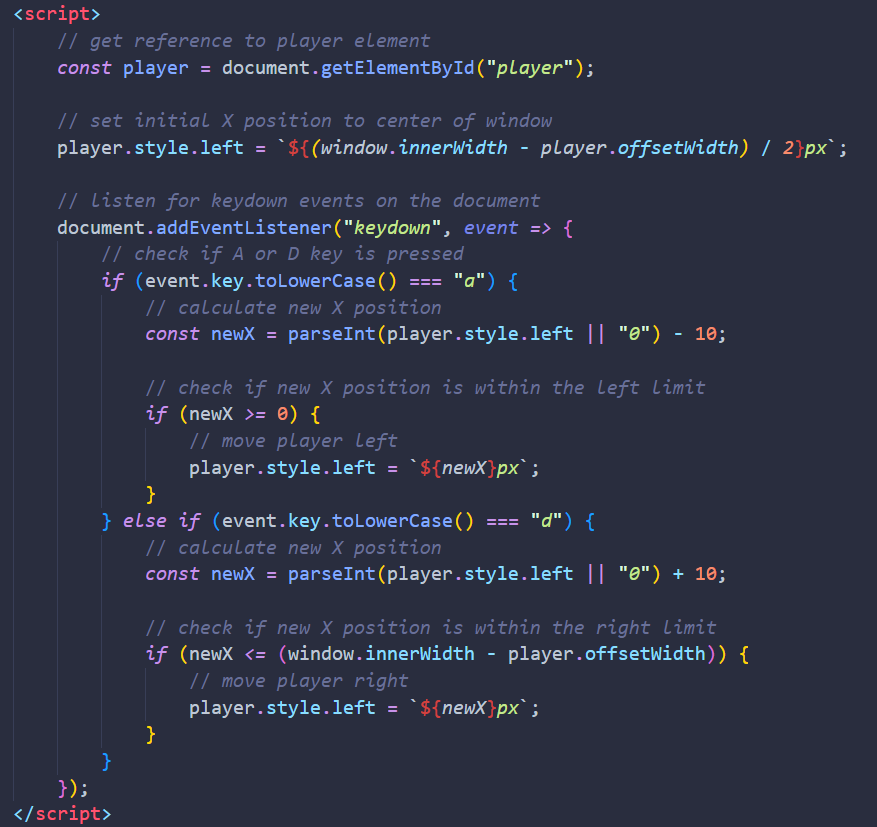 <script>
    // get reference to player element
    const player = document.getElementById("player");

    // set initial X position to center of window
    player.style.left = `${(window.innerWidth - player.offsetWidth) / 2}px`;

    // listen for keydown events on the document
    document.addEventListener("keydown", event => {
        // check if A or D key is pressed
        if (event.key.toLowerCase() === "a") {
            // calculate new X position
            const newX = parseInt(player.style.left || "0") - 10;

            // check if new X position is within the left limit
            if (newX >= 0) {
                // move player left
                player.style.left = `${newX}px`;
            }
        } else if (event.key.toLowerCase() === "d") {
            // calculate new X position
            const newX = parseInt(player.style.left || "0") + 10;

            // check if new X position is within the right limit
            if (newX <= (window.innerWidth - player.offsetWidth)) {
                // move player right
                player.style.left = `${newX}px`;
            }
        }
    });
</script>